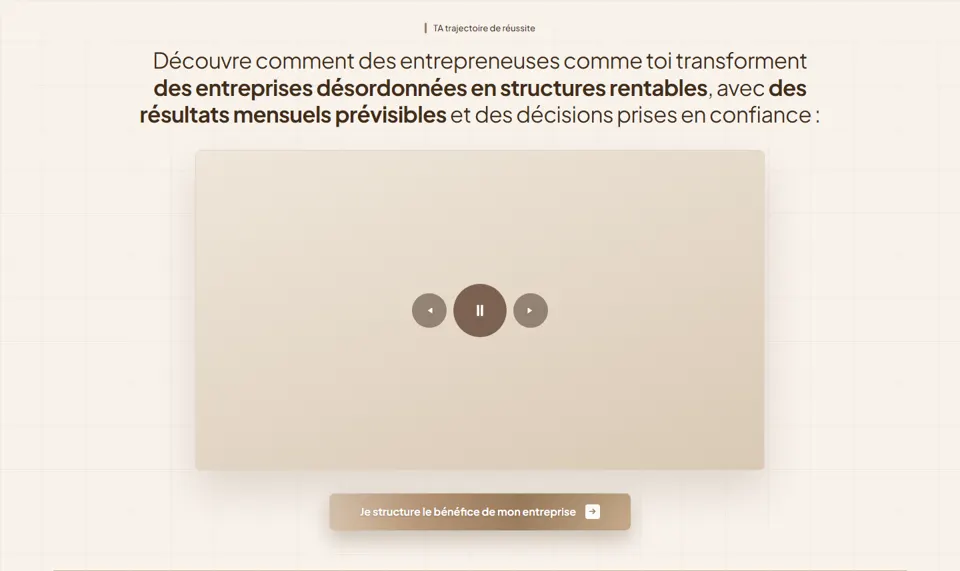 TA trajectoire de réussite
Découvre comment des entrepreneuses comme toi transforment
des entreprises désordonnées en structures rentables, avec des
résultats mensuels prévisibles et des décisions prises en confiance :
Je structure le bénéfice de mon entreprise